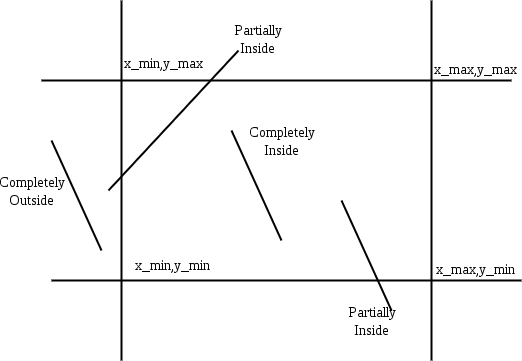 Partially
Inside
x_min,y_max
x_max,y_max
Completely
Inside
Completely
Outside
x_min,y_min
x_max,y_min
Partially
Inside